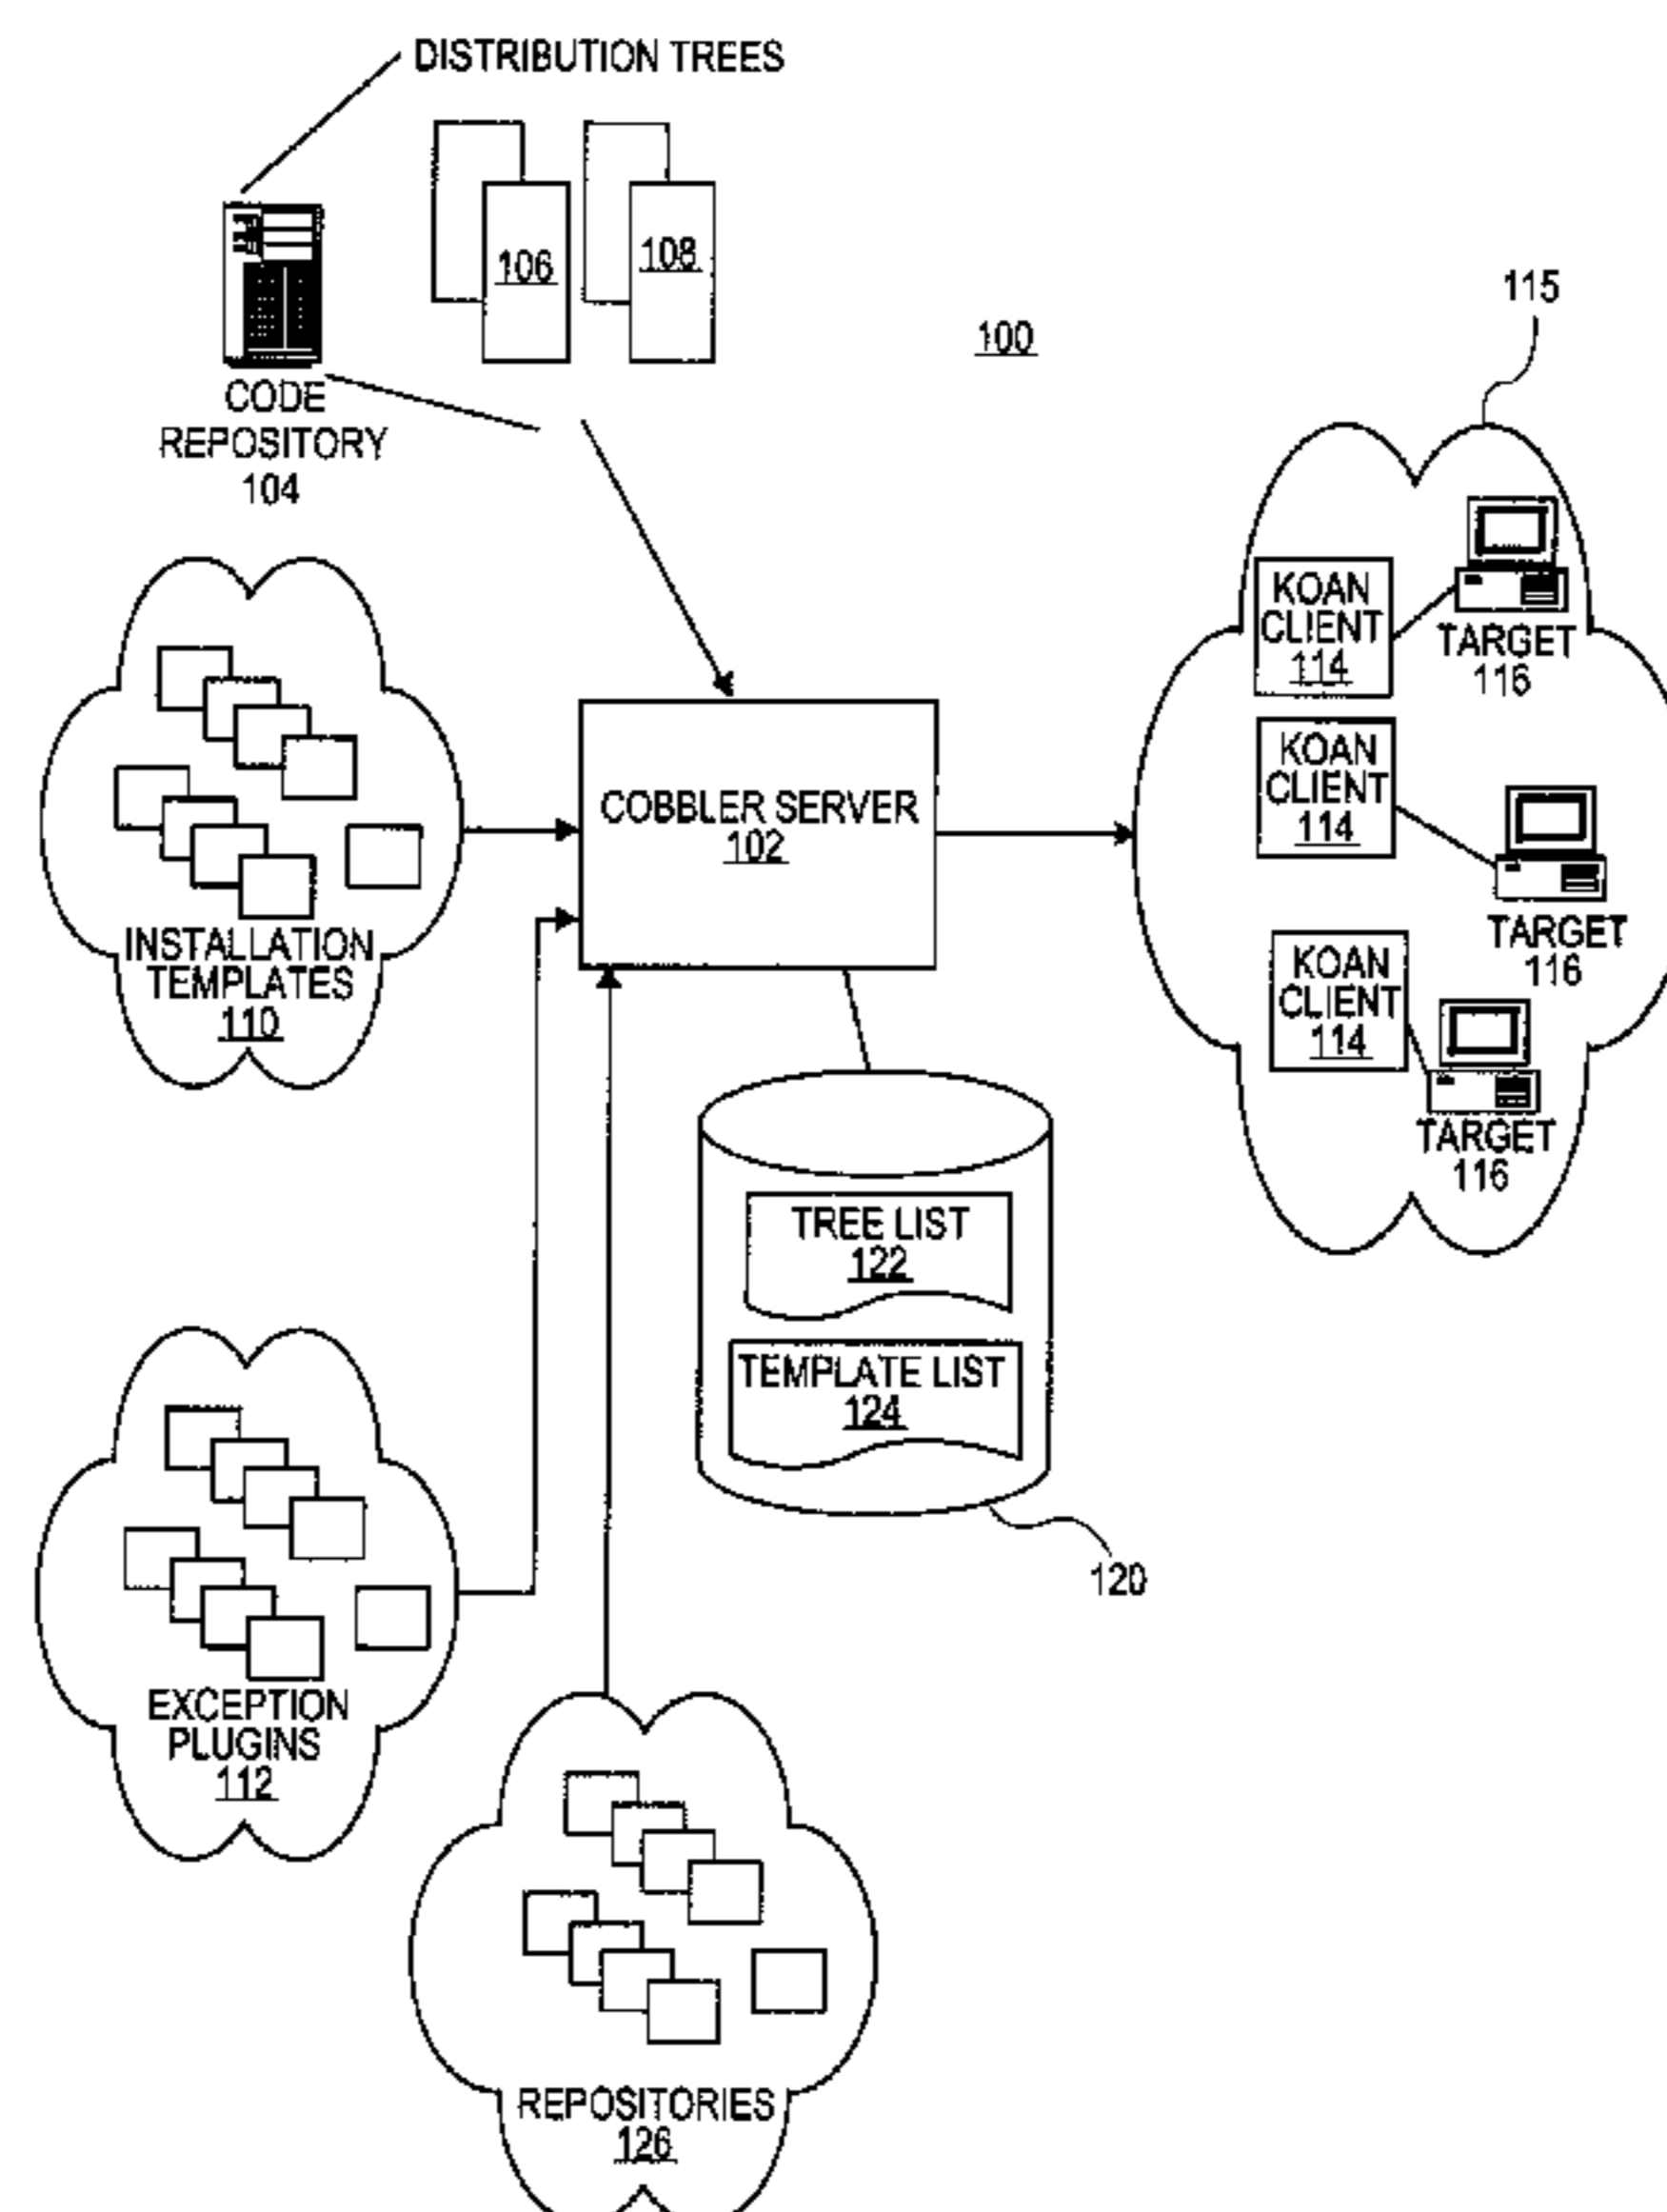 DISTRIBUTION TREES
106
108
CODE
REPOSITORY
104
100
115
INSTALLATION
TEMPLATES
110
COBBLER SERVER
102
KOAN
CLIENT
114
TARGET
116
KOAN
CLIENT
114
TARGET
116
KOAN
CLIENT
114
TARGET
116
TREE LIST
122
TEMPLATE LIST
124
120
EXCEPTION
PLUGINS
112
REPOSITORIES
126